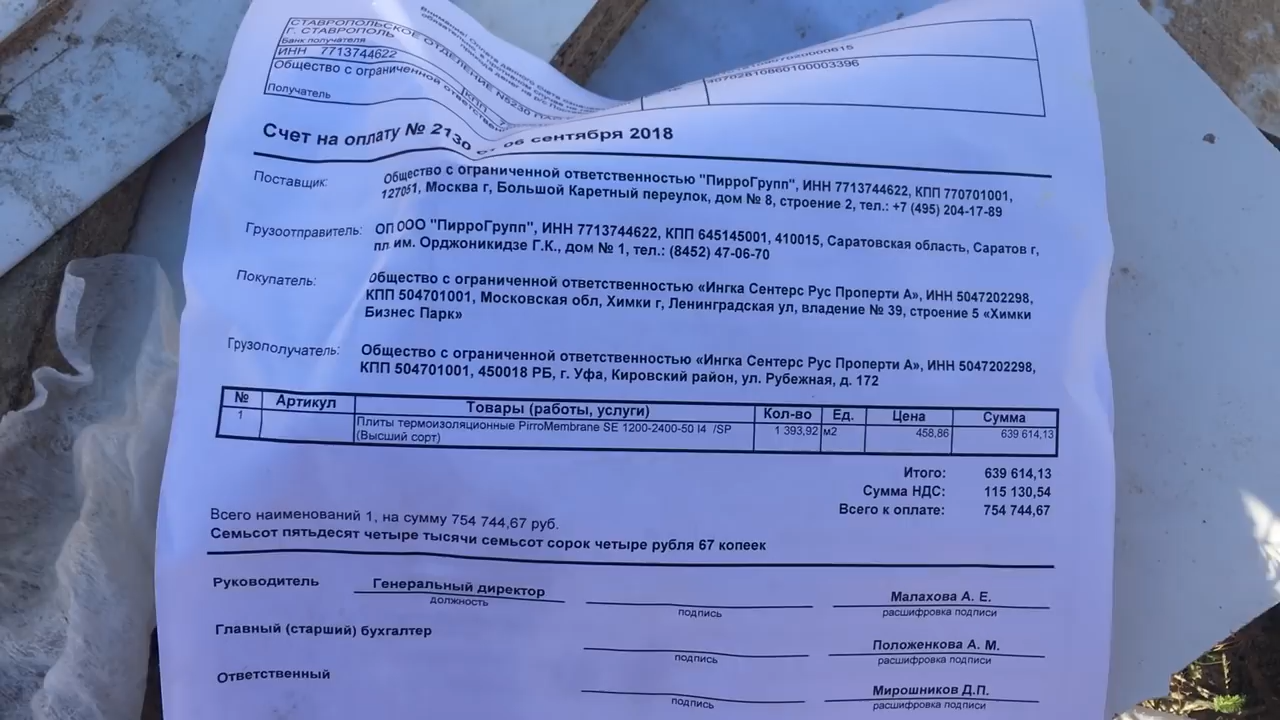 СТАВРОПОЛЬСКОЕ ОТДЕЛЕНИЕ N5230 ПАО
Г. СТАВРОПОЛЬ
Банк получателя
ИНН 7713744622
КПП
Общество с ограниченной
Получатель
40702810860100003396
Счет на оплату № 2130 от 06 сентября 2018
Поставщик: Общество с ограниченной ответственностью "ПирроГрупп", ИНН 7713744622, КПП 770701001,
127051, Москва г, Большой Каретный переулок, дом № 8, строение 2, тел.: +7 (495) 204-17-89
Грузоотправитель: ОП ООО "ПирроГрупп", ИНН 7713744622, КПП 645145001, 410015, Саратовская область, Саратов г,
пл им. Орджоникидзе Г.К., дом № 1, тел.: (8452) 47-06-70
Покупатель: Общество с ограниченной ответственностью «Ингка Сентерс Рус Проперти А», ИНН 5047202298,
КПП 504701001, Московская обл, Химки г, Ленинградская ул, владение № 39, строение 5 «Химки
Бизнес Парк»
Грузополучатель: Общество с ограниченной ответственностью «Ингка Сентерс Рус Проперти А», ИНН 5047202298,
КПП 504701001, 450018 РБ, г. Уфа, Кировский район, ул. Рубежная, д. 172
№ Артикул Товары (работы, услуги) Кол-во Ед. Цена Сумма
1 Плиты термоизоляционные PirroMembrane SE 1200-2400-50 I4 /SP 1 393,92 м2 458,86 639 614,13
(Высший сорт)
Итого: 639 614,13
Сумма НДС: 115 130,54
Всего к оплате: 754 744,67
Всего наименований 1, на сумму 754 744,67 руб.
Семьсот пятьдесят четыре тысячи семьсот сорок четыре рубля 67 копеек
Руководитель Генеральный директор Малахова А. Е.
должность подпись расшифровка подписи
Главный (старший) бухгалтер Положенкова А. М.
подпись расшифровка подписи
Ответственный Мирошников Д.П.
подпись расшифровка подписи